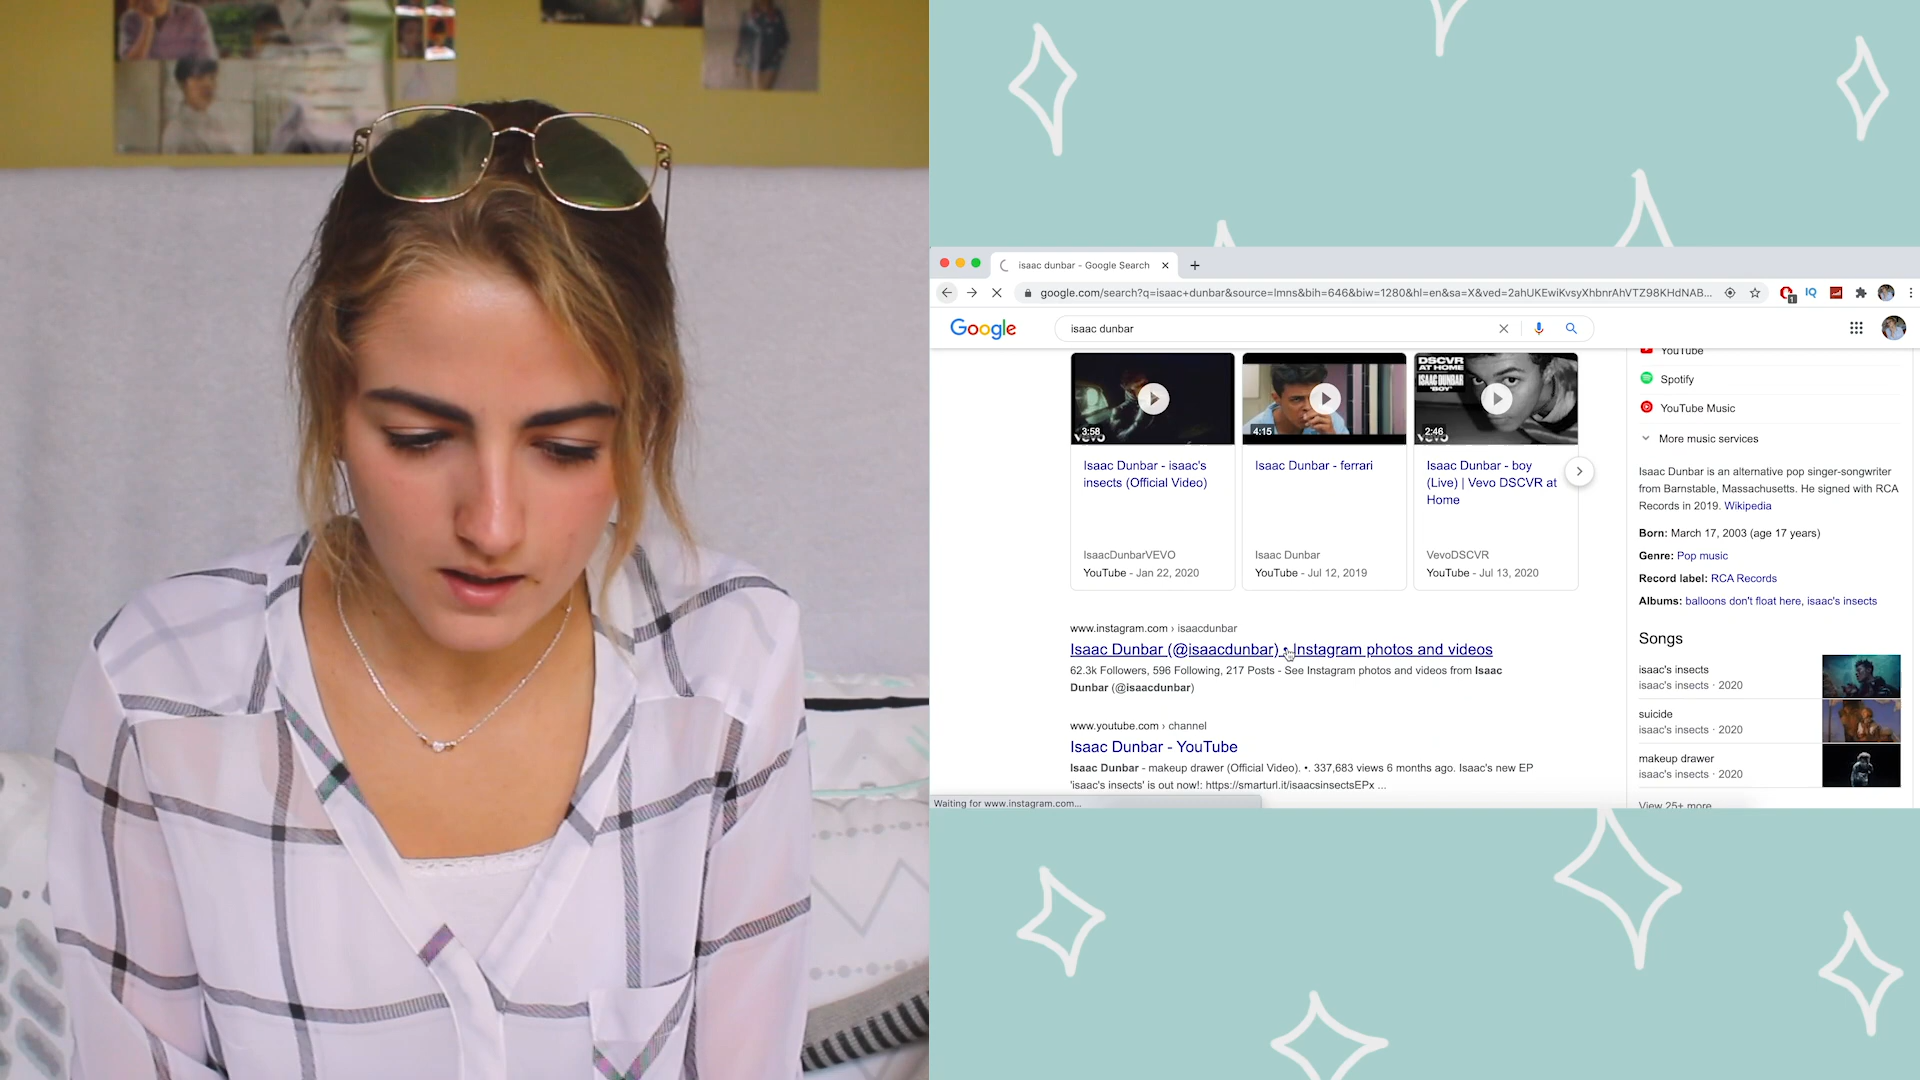 isaac dunbar - Google Search
google.com/search?q=isaac+dunbar&source=lmns&bih=646&biw=1280&hl=en&sa=X&ved=2ahUKEwiKvsyXhbnrAhVTZ98KHdNAB...
IQ
1
Google
isaac dunbar
3:58
vevo
4:15
DSCVR
AT HOME
ISAAC DUNBAR
"BOY"
2:46
vevo
Isaac Dunbar - isaac's
insects (Official Video)
IsaacDunbarVEVO
YouTube - Jan 22, 2020
Isaac Dunbar - ferrari
Isaac Dunbar
YouTube - Jul 12, 2019
Isaac Dunbar - boy
(Live) | Vevo DSCVR at
Home
VevoDSCVR
YouTube - Jul 13, 2020
www.instagram.com › isaacdunbar
Isaac Dunbar (@isaacdunbar) • Instagram photos and videos
62.3k Followers, 596 Following, 217 Posts - See Instagram photos and videos from Isaac
Dunbar (@isaacdunbar)
www.youtube.com › channel
Isaac Dunbar - YouTube
Isaac Dunbar - makeup drawer (Official Video). •. 337,683 views 6 months ago. Isaac's new EP
'isaac's insects' is out now!: https://smarturl.it/isaacsinsectsEPx ...
Waiting for www.instagram.com...
YouTube
Spotify
YouTube Music
More music services
Isaac Dunbar is an alternative pop singer-songwriter
from Barnstable, Massachusetts. He signed with RCA
Records in 2019. Wikipedia
Born: March 17, 2003 (age 17 years)
Genre: Pop music
Record label: RCA Records
Albums: balloons don't float here, isaac's insects
Songs
isaac's insects
isaac's insects · 2020
suicide
isaac's insects · 2020
makeup drawer
isaac's insects · 2020
View 25+ more